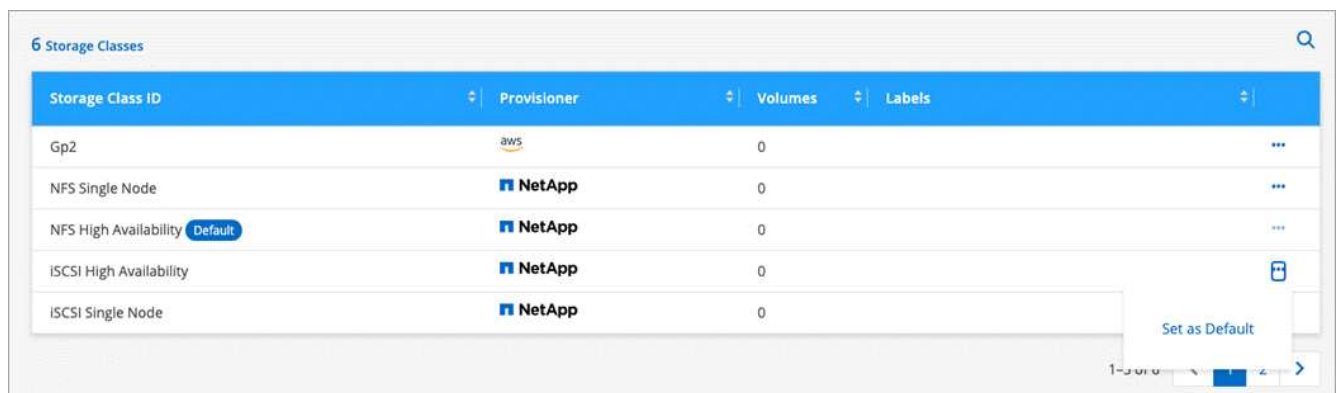 6 Storage Classes
Storage Class ID Provisioner Volumes Labels
Gp2 aws 0
NFS Single Node NetApp 0
NFS High Availability Default NetApp 0
iSCSI High Availability NetApp 0
iSCSI Single Node NetApp 0
Set as Default